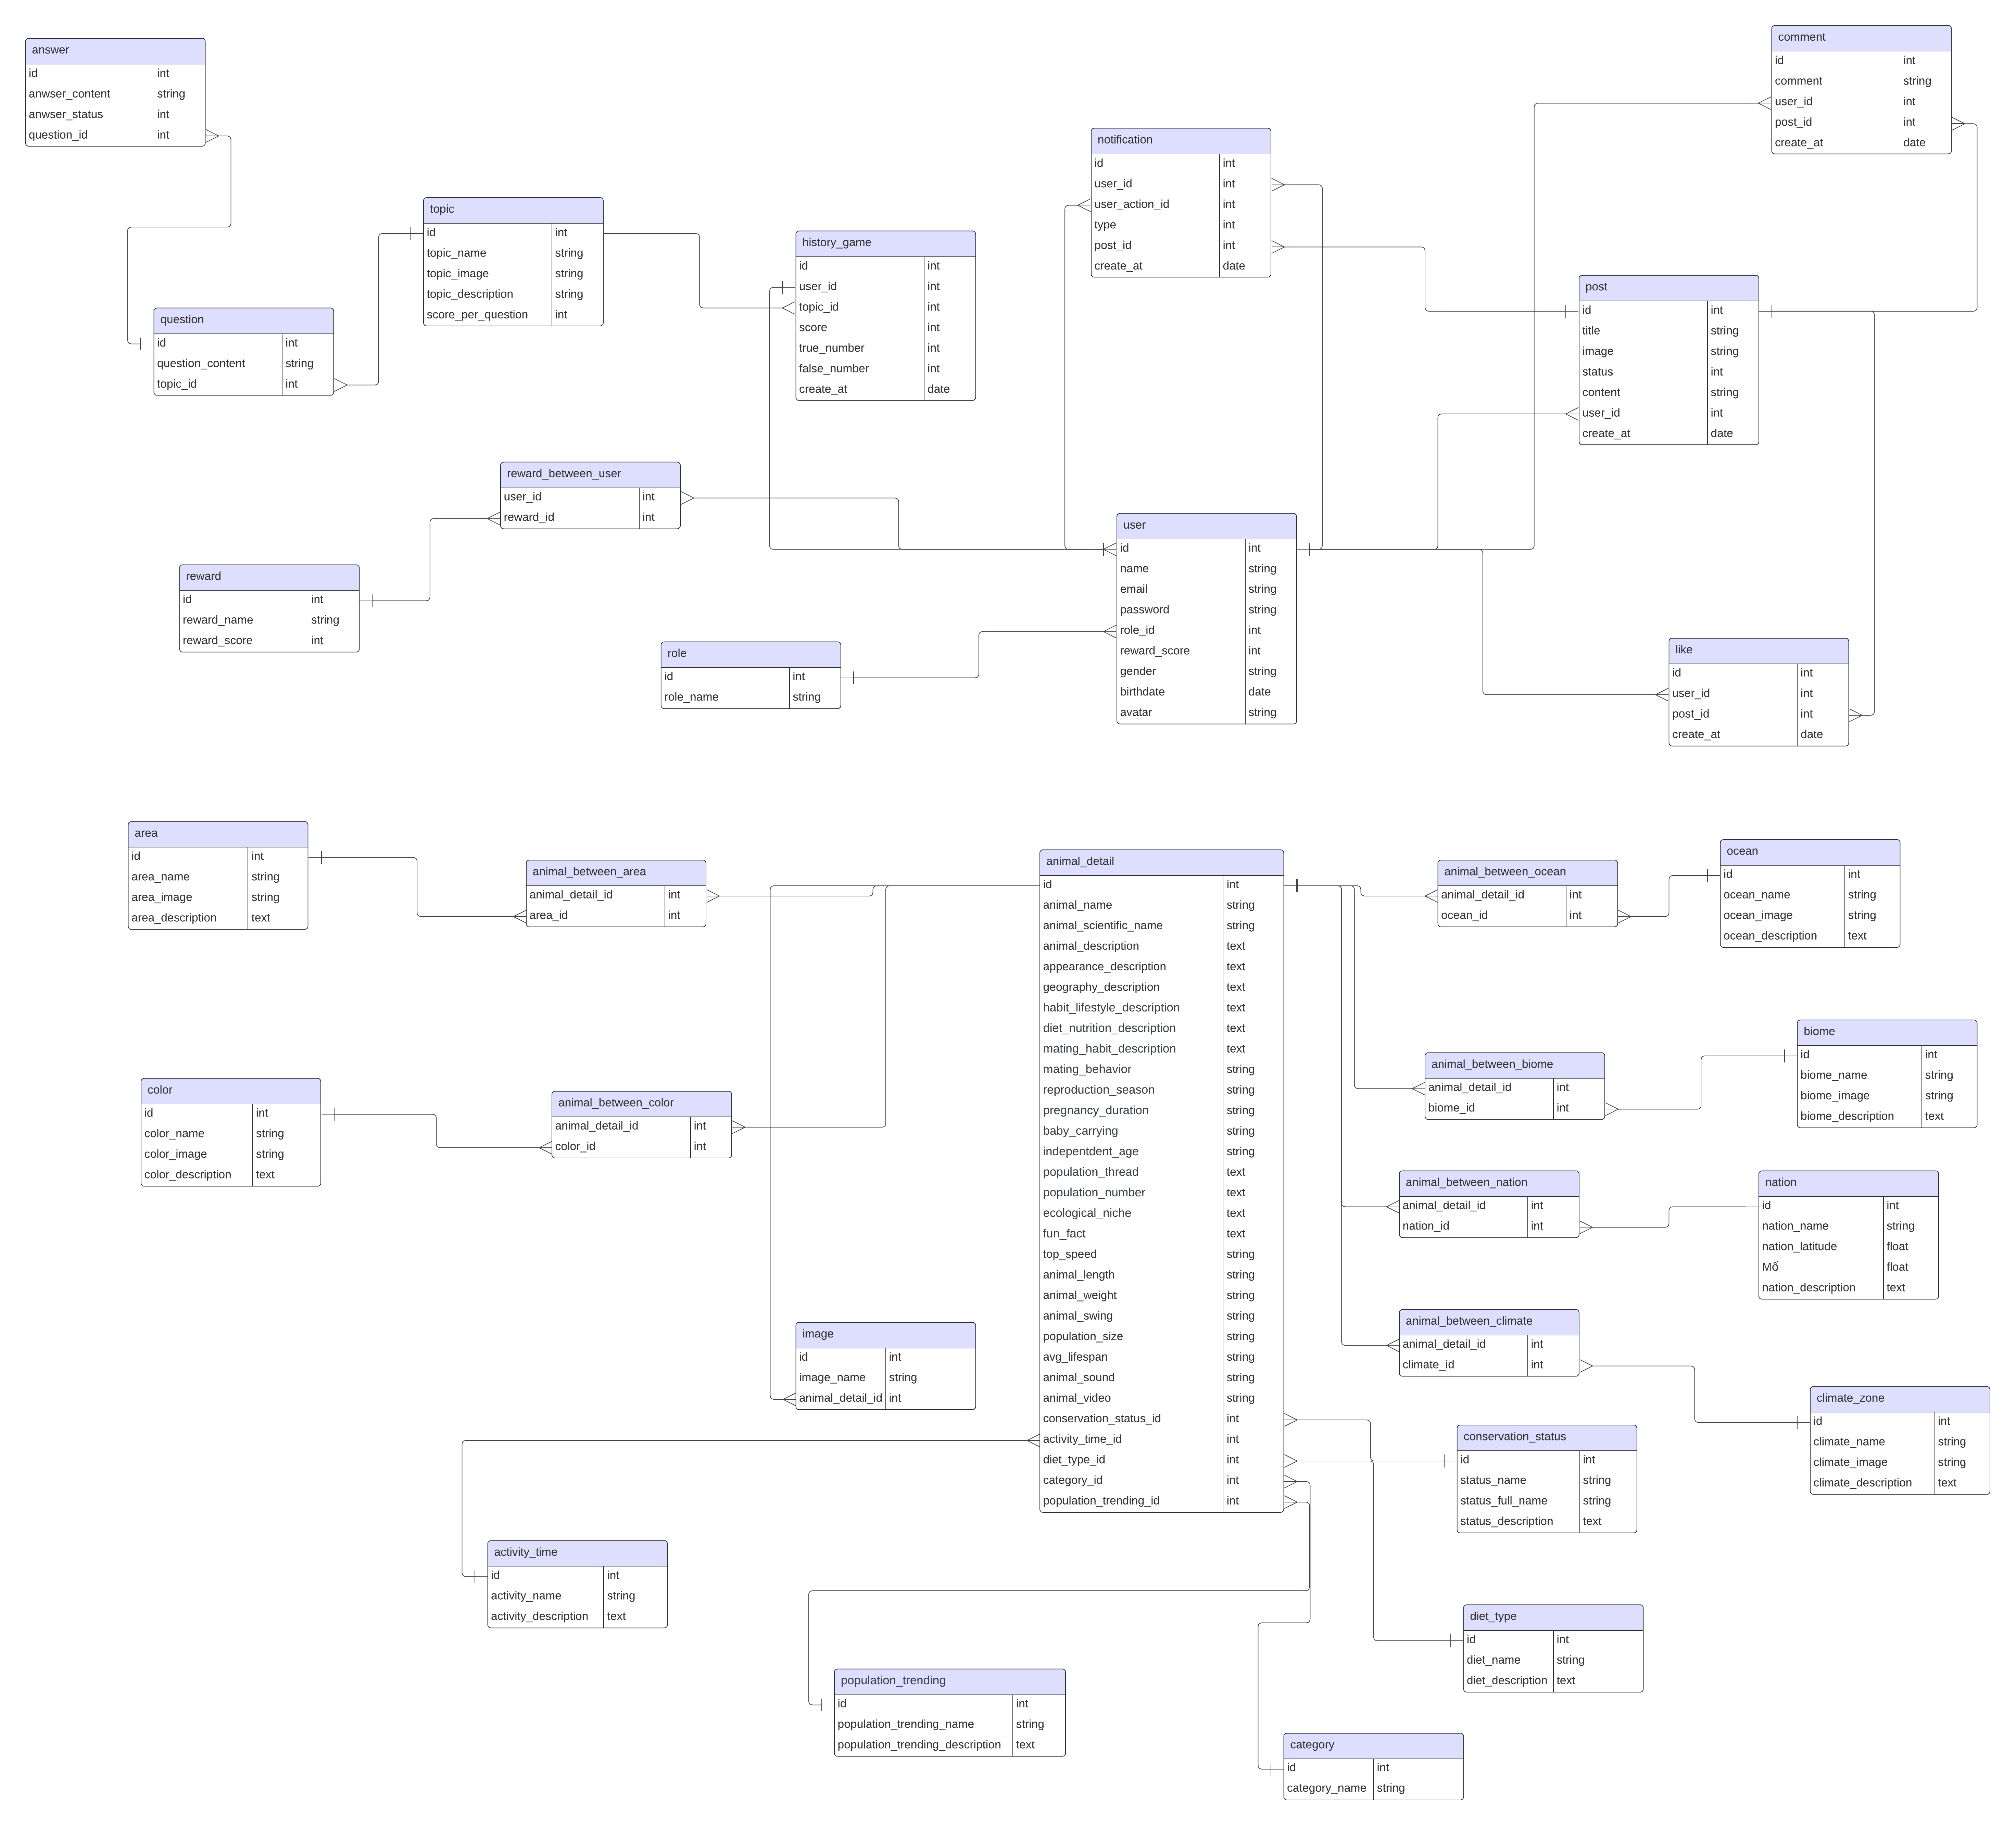 answer
id int
anwser_content string
anwser_status int
question_id int
comment
id int
comment string
user_id int
post_id int
create_at date
notification
id int
user_id int
user_action_id int
type int
post_id int
create_at date
topic
id int
topic_name string
topic_image string
topic_description string
score_per_question int
history_game
id int
user_id int
topic_id int
score int
true_number int
false_number int
create_at date
post
id int
title string
image string
status int
content string
user_id int
create_at date
question
id int
question_content string
topic_id int
reward_between_user
user_id int
reward_id int
user
id int
name string
email string
password string
role_id int
reward_score int
gender string
birthdate date
avatar string
reward
id int
reward_name string
reward_score int
role
id int
role_name string
like
id int
user_id int
post_id int
create_at date
area
id int
area_name string
area_image string
area_description text
animal_between_area
animal_detail_id int
area_id int
animal_detail
id int
animal_name string
animal_scientific_name string
animal_description text
appearance_description text
geography_description text
habit_lifestyle_description text
diet_nutrition_description text
mating_habit_description text
mating_behavior string
reproduction_season string
pregnancy_duration string
baby_carrying string
indepentdent_age string
population_thread text
population_number text
ecological_niche text
fun_fact text
top_speed string
animal_length string
animal_weight string
animal_swing string
population_size string
avg_lifespan string
animal_sound string
animal_video string
conservation_status_id int
activity_time_id int
diet_type_id int
category_id int
population_trending_id int
animal_between_ocean
animal_detail_id int
ocean_id int
ocean
id int
ocean_name string
ocean_image string
ocean_description text
color
id int
color_name string
color_image string
color_description text
animal_between_color
animal_detail_id int
color_id int
animal_between_biome
animal_detail_id int
biome_id int
biome
id int
biome_name string
biome_image string
biome_description text
animal_between_nation
animal_detail_id int
nation_id int
nation
id int
nation_name string
nation_latitude float
Mố float
nation_description text
image
id int
image_name string
animal_detail_id int
animal_between_climate
animal_detail_id int
climate_id int
climate_zone
id int
climate_name string
climate_image string
climate_description text
conservation_status
id int
status_name string
status_full_name string
status_description text
activity_time
id int
activity_name string
activity_description text
diet_type
id int
diet_name string
diet_description text
population_trending
id int
population_trending_name string
population_trending_description text
category
id int
category_name string